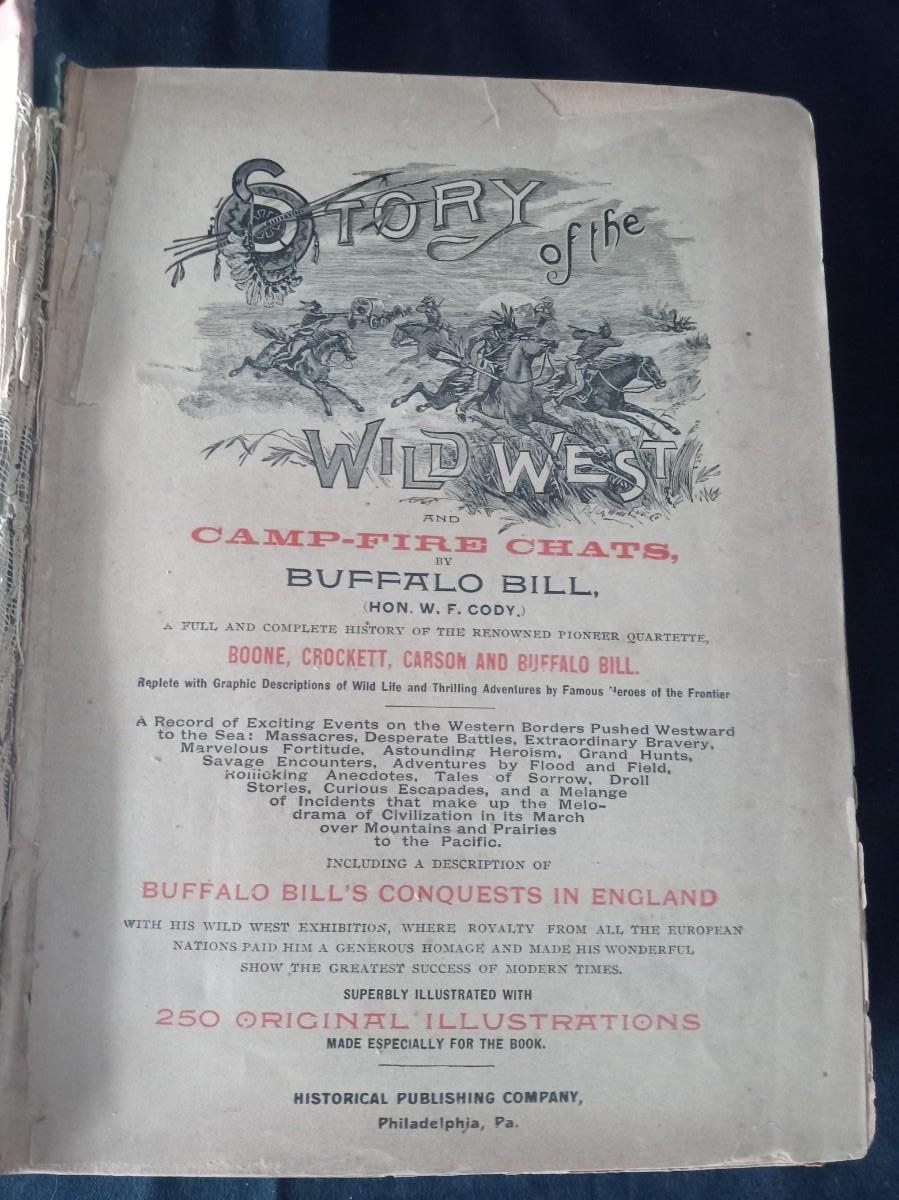 STORY
of the
WILD WEST
AND
CAMP-FIRE CHATS,
BY
BUFFALO BILL,
(HON. W. F. CODY.)
A FULL AND COMPLETE HISTORY OF THE RENOWNED PIONEER QUARTETTE,
BOONE, CROCKETT, CARSON AND BUFFALO BILL.
Replete with Graphic Descriptions of Wild Life and Thrilling Adventures by Famous Heroes of the Frontier
A Record of Exciting Events on the Western Borders Pushed Westward
to the Sea: Massacres, Desperate Battles, Extraordinary Bravery,
Marvelous Fortitude, Astounding Heroism, Grand Hunts,
Savage Encounters, Adventures by Flood and Field,
Rollicking Anecdotes, Tales of Sorrow, Droll
Stories, Curious Escapades, and a Melange
of Incidents that make up the Melo-
drama of Civilization in its March
over Mountains and Prairies
to the Pacific.
INCLUDING A DESCRIPTION OF
BUFFALO BILL'S CONQUESTS IN ENGLAND
WITH HIS WILD WEST EXHIBITION, WHERE ROYALTY FROM ALL THE EUROPEAN
NATIONS PAID HIM A GENEROUS HOMAGE AND MADE HIS WONDERFUL
SHOW THE GREATEST SUCCESS OF MODERN TIMES.
SUPERBLY ILLUSTRATED WITH
250 ORIGINAL ILLUSTRATIONS
MADE ESPECIALLY FOR THE BOOK.
HISTORICAL PUBLISHING COMPANY,
Philadelphia, Pa.